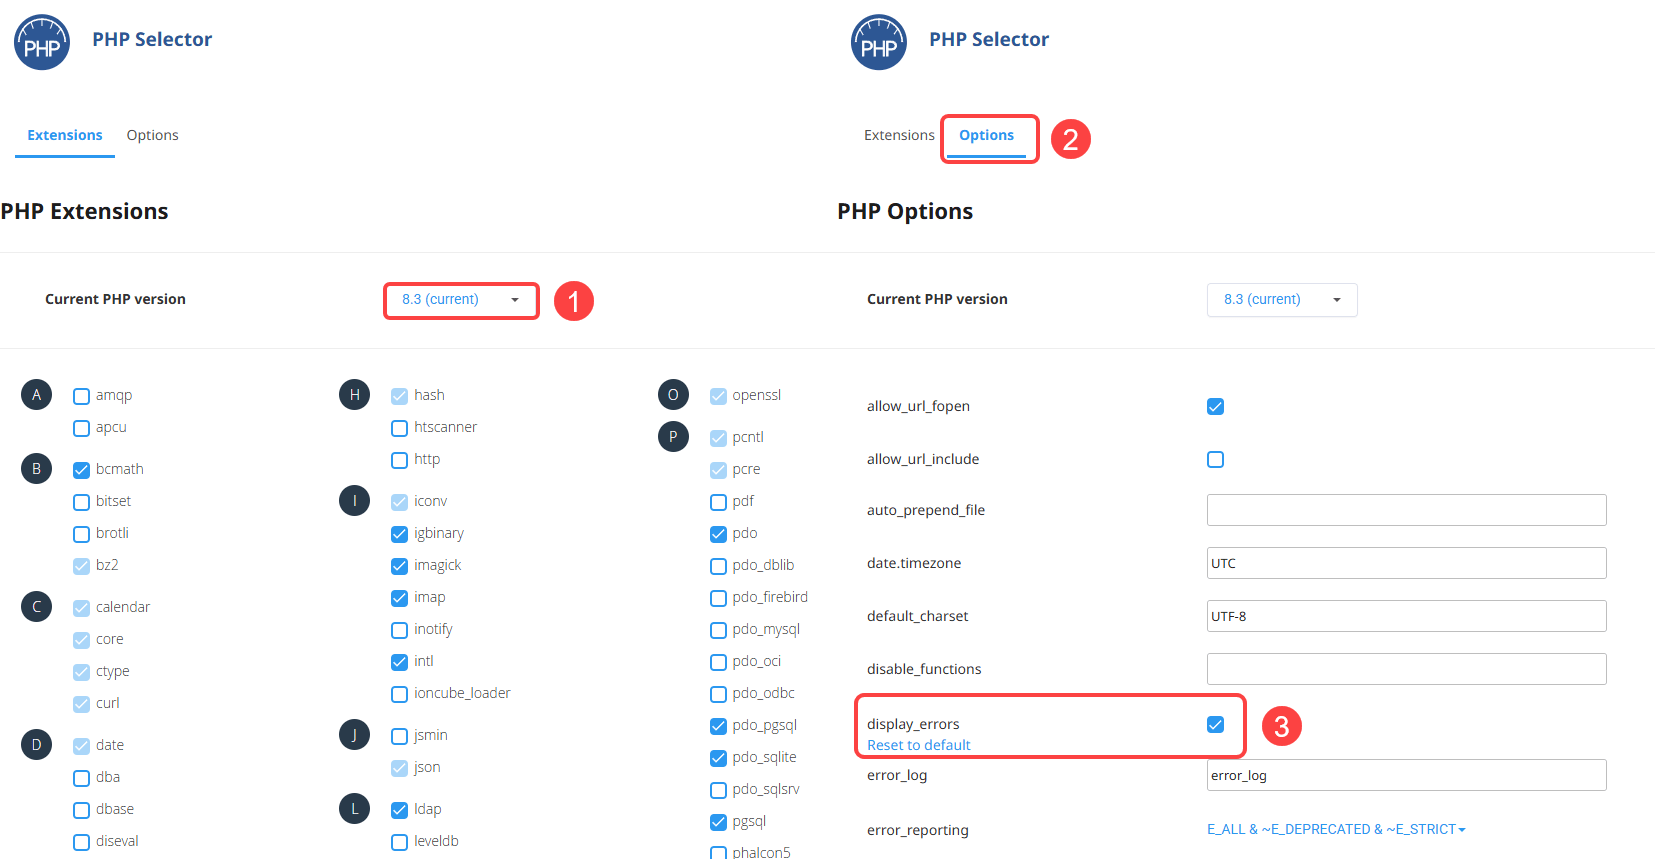 PHP
PHP Selector
Extensions
Options
PHP Extensions
Current PHP version
8.3 (current)
1
A
amqp
apcu
B
bcmath
bitset
brotli
bz2
C
calendar
core
ctype
curl
D
date
dba
dbase
diseval
H
hash
htscanner
http
I
iconv
igbinary
imagick
imap
inotify
intl
ioncube_loader
J
jsmin
json
L
ldap
leveldb
O
openssl
P
pcntl
pcre
pdf
pdo
pdo_dblib
pdo_firebird
pdo_mysql
pdo_oci
pdo_odbc
pdo_pgsql
pdo_sqlite
pdo_sqlsrv
pgsql
phalcon5
PHP
PHP Selector
Extensions
Options
2
PHP Options
Current PHP version
8.3 (current)
allow_url_fopen
allow_url_include
auto_prepend_file
date.timezone
UTC
default_charset
UTF-8
disable_functions
display_errors
Reset to default
3
error_log
error_log
error_reporting
E_ALL & ~E_DEPRECATED & ~E_STRICT